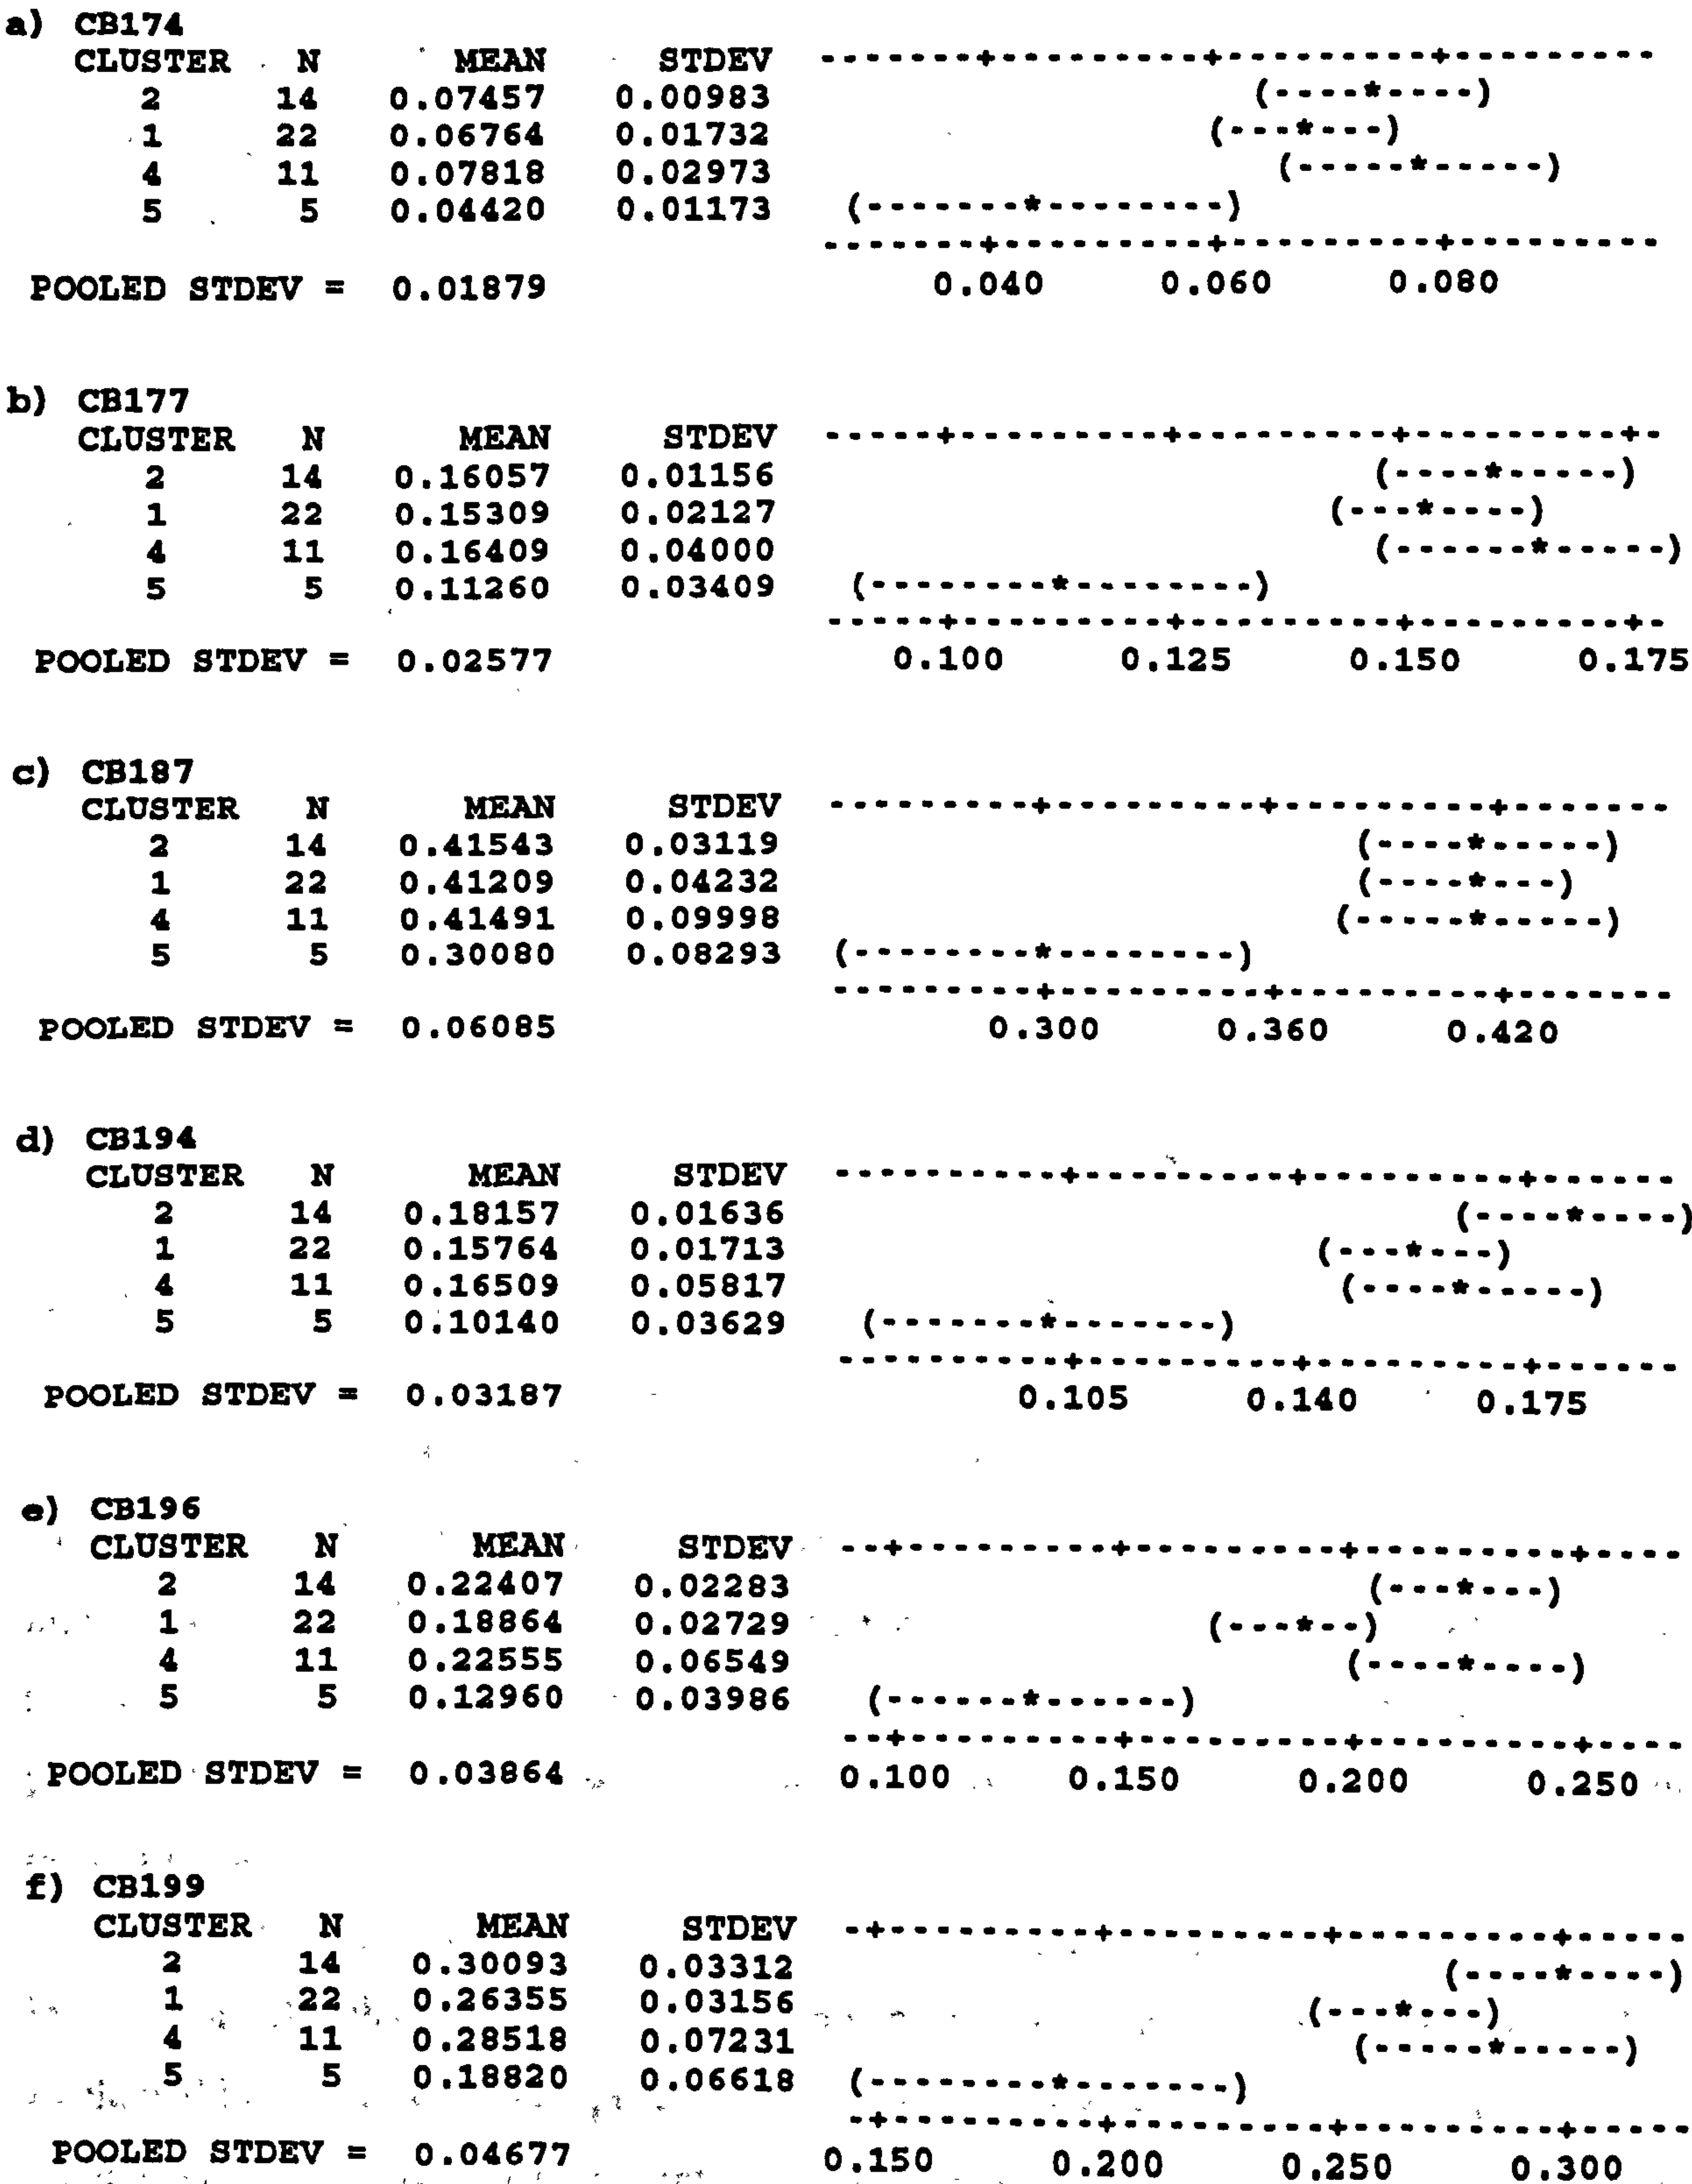 a) CB174
CLUSTER N MEAN STDEV -------+---------+---------+---------
2 14 0.07457 0.00983 (----*----)
1 22 0.06764 0.01732 (---*---)
4 11 0.07818 0.02973 (-----*-----)
5 5 0.04420 0.01173 (-------*--------)
-------+---------+---------+---------
POOLED STDEV = 0.01879 0.040 0.060 0.080
b) CB177
CLUSTER N MEAN STDEV -----+---------+---------+---------+-
2 14 0.16057 0.01156 (----*-----)
1 22 0.15309 0.02127 (---*----)
4 11 0.16409 0.04000 (------*-----)
5 5 0.11260 0.03409 (--------*--------)
-----+---------+---------+---------+-
POOLED STDEV = 0.02577 0.100 0.125 0.150 0.175
c) CB187
CLUSTER N MEAN STDEV ---------+---------+---------+-------
2 14 0.41543 0.03119 (----*-----)
1 22 0.41209 0.04232 (----*---)
4 11 0.41491 0.09998 (-----*-----)
5 5 0.30080 0.08293 (--------*--------)
---------+---------+---------+-------
POOLED STDEV = 0.06085 0.300 0.360 0.420
d) CB194
CLUSTER N MEAN STDEV ----------+---------+---------+------
2 14 0.18157 0.01636 (----*----)
1 22 0.15764 0.01713 (---*---)
4 11 0.16509 0.05817 (----*-----)
5 5 0.10140 0.03629 (-------*-------)
----------+---------+---------+------
POOLED STDEV = 0.03187 0.105 0.140 0.175
e) CB196
CLUSTER N MEAN STDEV --+---------+---------+---------+----
2 14 0.22407 0.02283 (---*---)
1 22 0.18864 0.02729 (---*--)
4 11 0.22555 0.06549 (----*----)
5 5 0.12960 0.03986 (------*------)
--+---------+---------+---------+----
POOLED STDEV = 0.03864 0.100 0.150 0.200 0.250
f) CB199
CLUSTER N MEAN STDEV -+---------+---------+---------+-----
2 14 0.30093 0.03312 (----*----)
1 22 0.26355 0.03156 (---*---)
4 11 0.28518 0.07231 (-----*-----)
5 5 0.18820 0.06618 (--------*-------)
-+---------+---------+---------+-----
POOLED STDEV = 0.04677 0.150 0.200 0.250 0.300